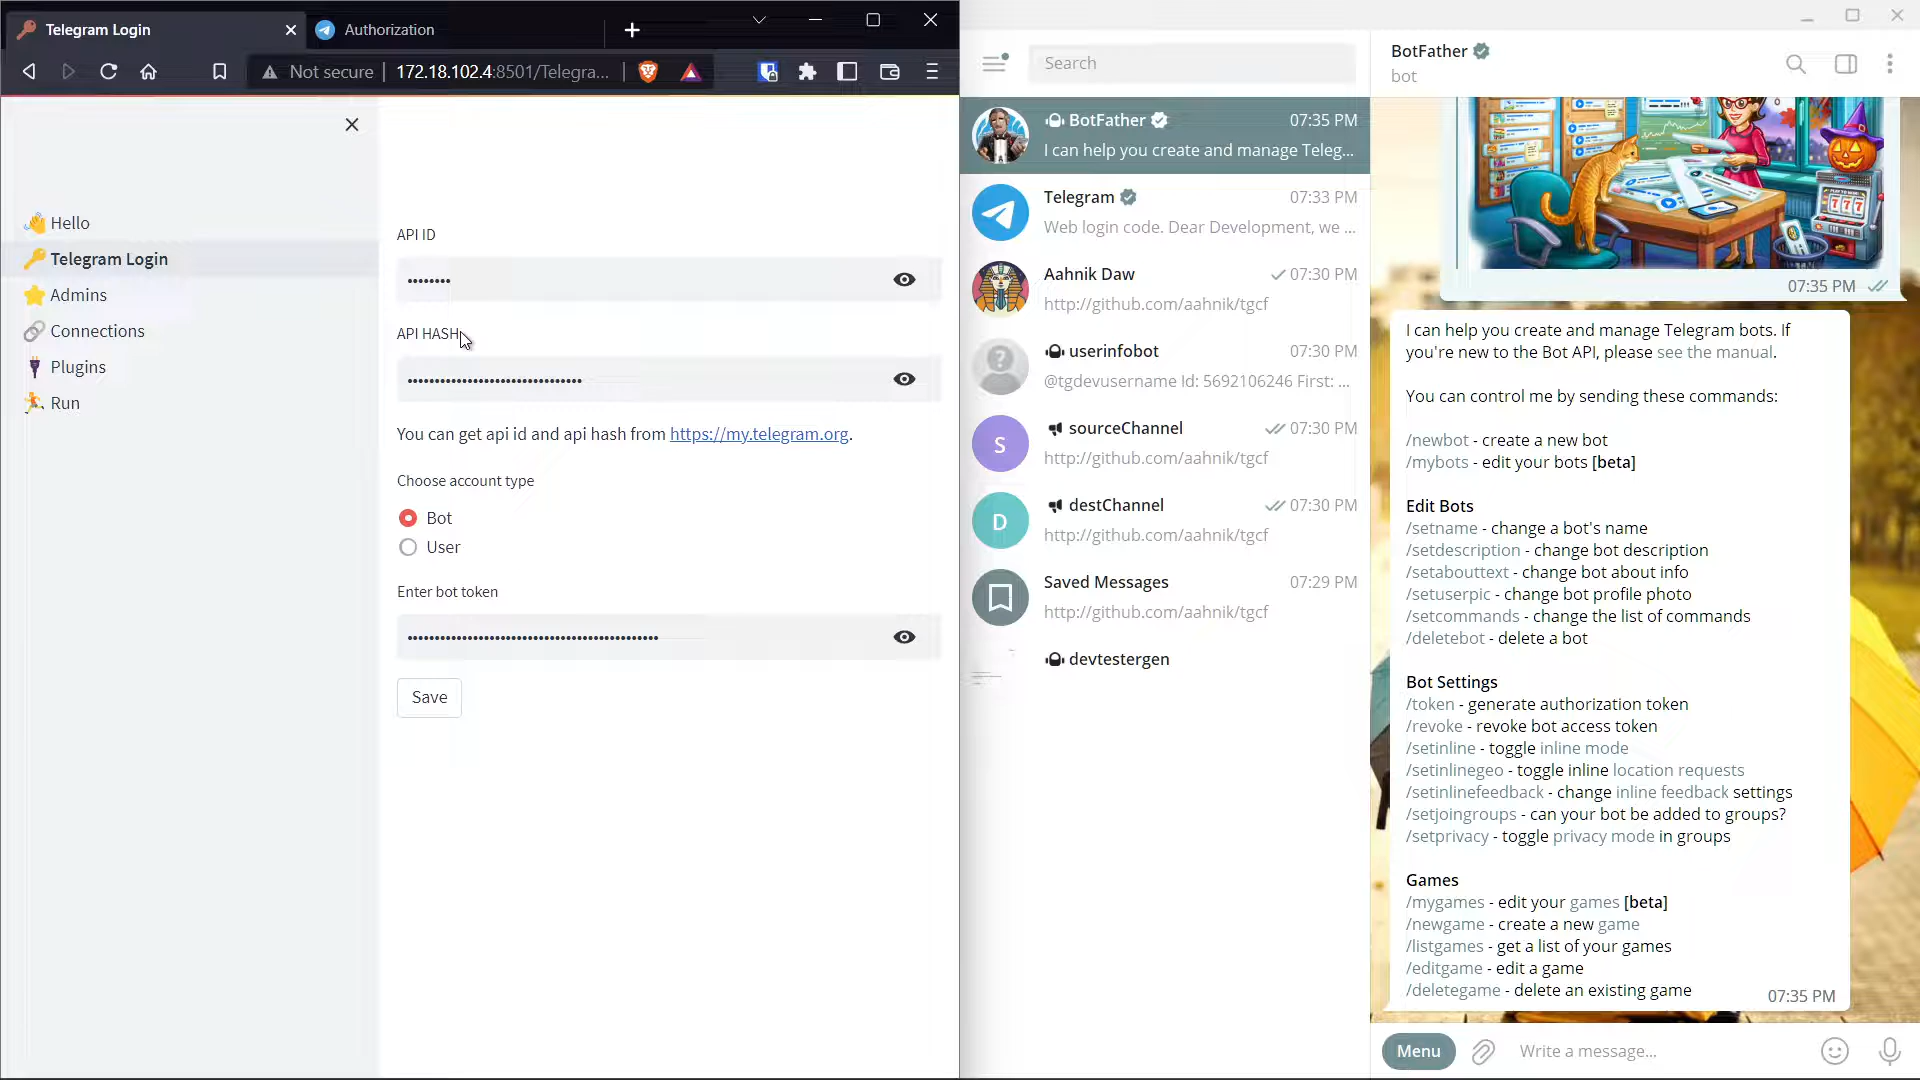 Telegram Login
Authorization
Not secure
172.18.102.4:8501/Telegra...
Hello
Telegram Login
Admins
Connections
Plugins
Run
API ID
••••••••
API HASH
••••••••••••••••••••••••••••••••
You can get api id and api hash from https://my.telegram.org.
Choose account type
Bot
User
Enter bot token
••••••••••••••••••••••••••••••••••••••••••••••
Save
Search
BotFather 07:35 PM
I can help you create and manage Teleg...
Telegram 07:33 PM
Web login code. Dear Development, we ...
Aahnik Daw 07:30 PM
http://github.com/aahnik/tgcf
userinfobot 07:30 PM
@tgdevusername Id: 5692106246 First: ...
S
sourceChannel 07:30 PM
http://github.com/aahnik/tgcf
D
destChannel 07:30 PM
http://github.com/aahnik/tgcf
Saved Messages 07:29 PM
http://github.com/aahnik/tgcf
devtestergen
BotFather
bot
777
07:35 PM
I can help you create and manage Telegram bots. If
you're new to the Bot API, please see the manual.
You can control me by sending these commands:
/newbot - create a new bot
/mybots - edit your bots [beta]
Edit Bots
/setname - change a bot's name
/setdescription - change bot description
/setabouttext - change bot about info
/setuserpic - change bot profile photo
/setcommands - change the list of commands
/deletebot - delete a bot
Bot Settings
/token - generate authorization token
/revoke - revoke bot access token
/setinline - toggle inline mode
/setinlinegeo - toggle inline location requests
/setinlinefeedback - change inline feedback settings
/setjoingroups - can your bot be added to groups?
/setprivacy - toggle privacy mode in groups
Games
/mygames - edit your games [beta]
/newgame - create a new game
/listgames - get a list of your games
/editgame - edit a game
/deletegame - delete an existing game
07:35 PM
Menu
Write a message...